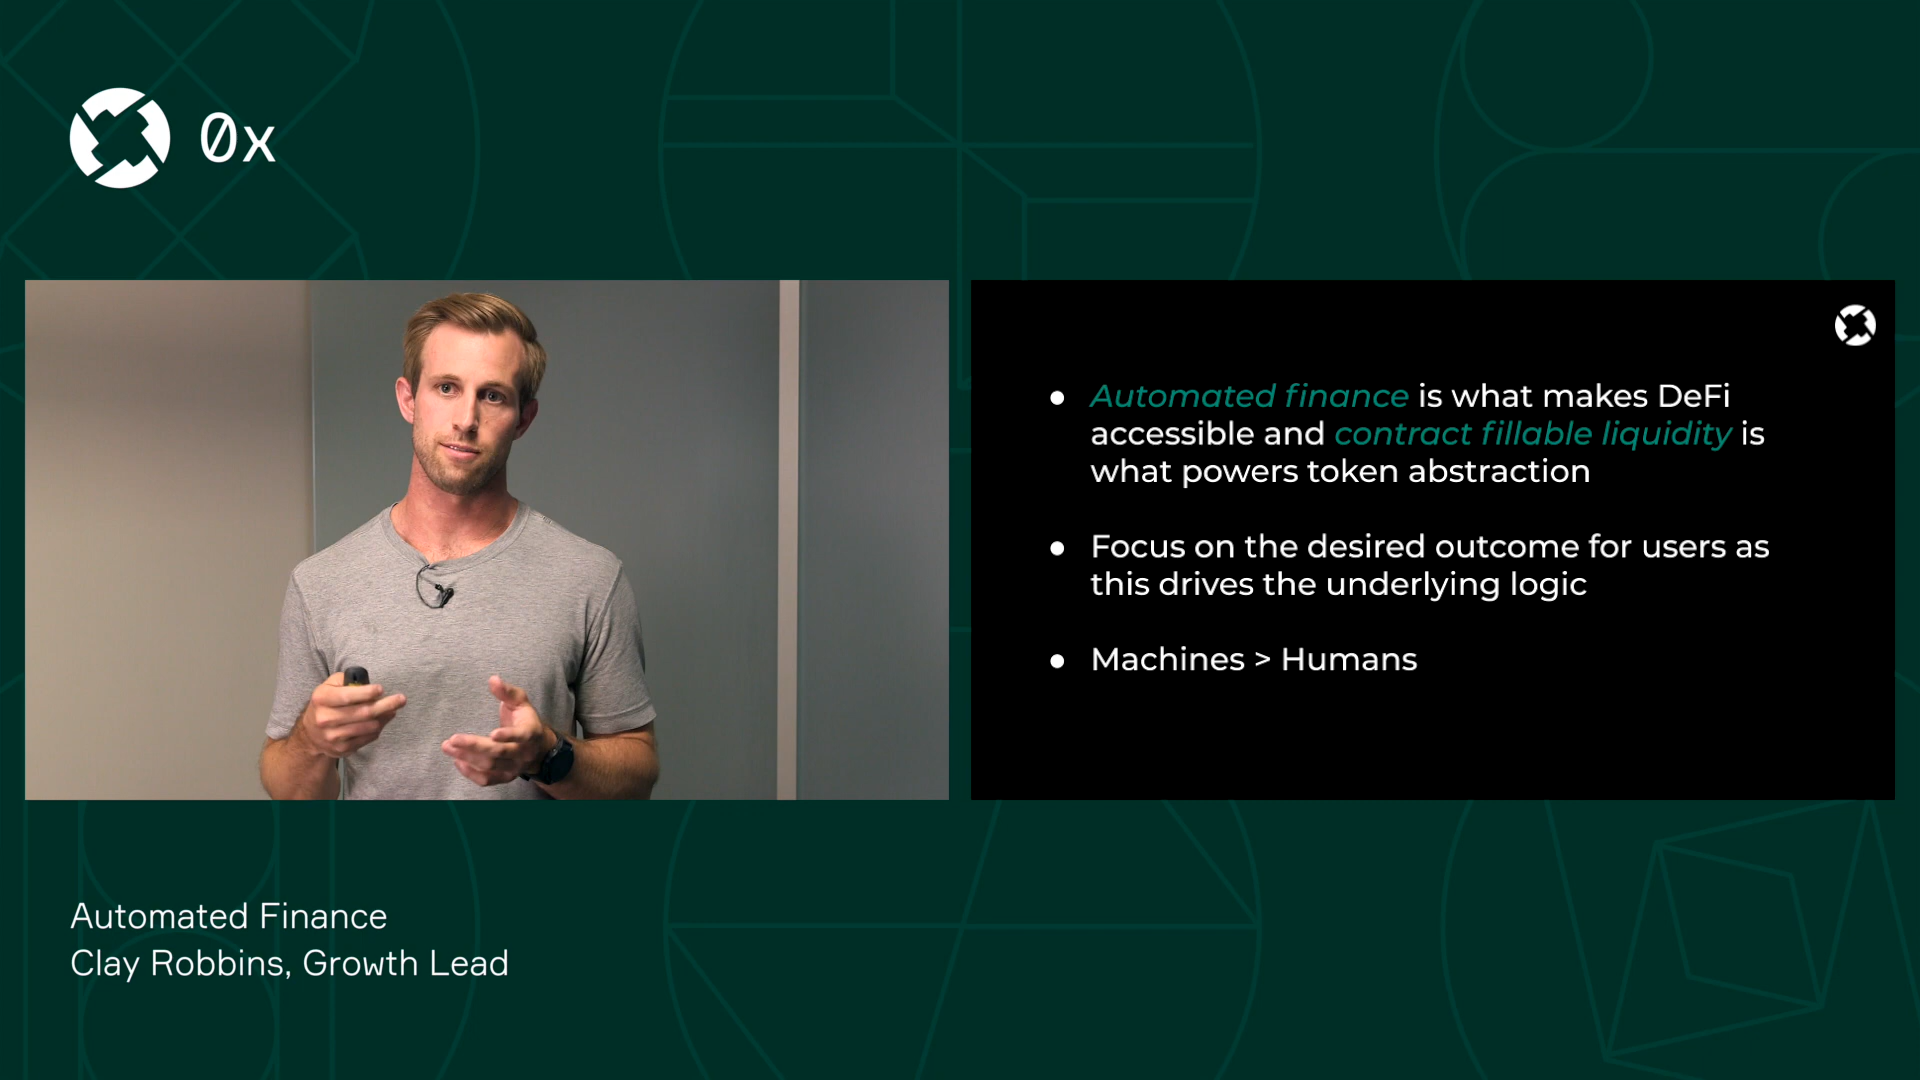 0x
● Automated finance is what makes DeFi
accessible and contract fillable liquidity is
what powers token abstraction
● Focus on the desired outcome for users as
this drives the underlying logic
● Machines > Humans
Automated Finance
Clay Robbins, Growth Lead